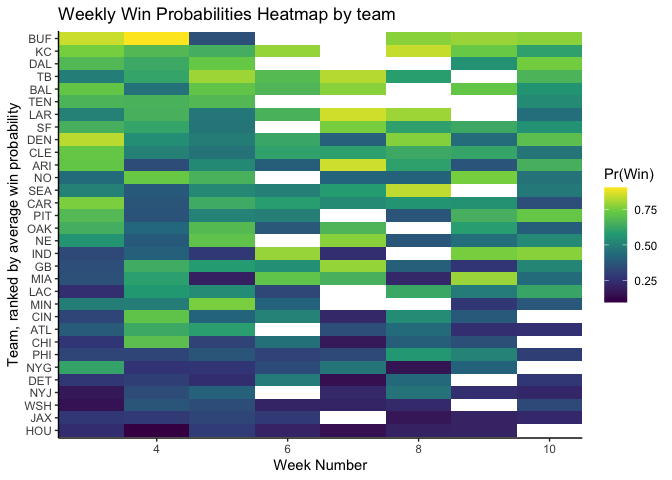 Weekly Win Probabilities Heatmap by team
Team, ranked by average win probability
BUF
KC
DAL
TB
BAL
TEN
LAR
SF
DEN
CLE
ARI
NO
SEA
CAR
PIT
OAK
NE
IND
GB
MIA
LAC
MIN
CIN
ATL
CHI
PHI
NYG
DET
NYJ
WSH
JAX
HOU
4 6 8 10
Week Number
Pr(Win)
0.75
0.50
0.25